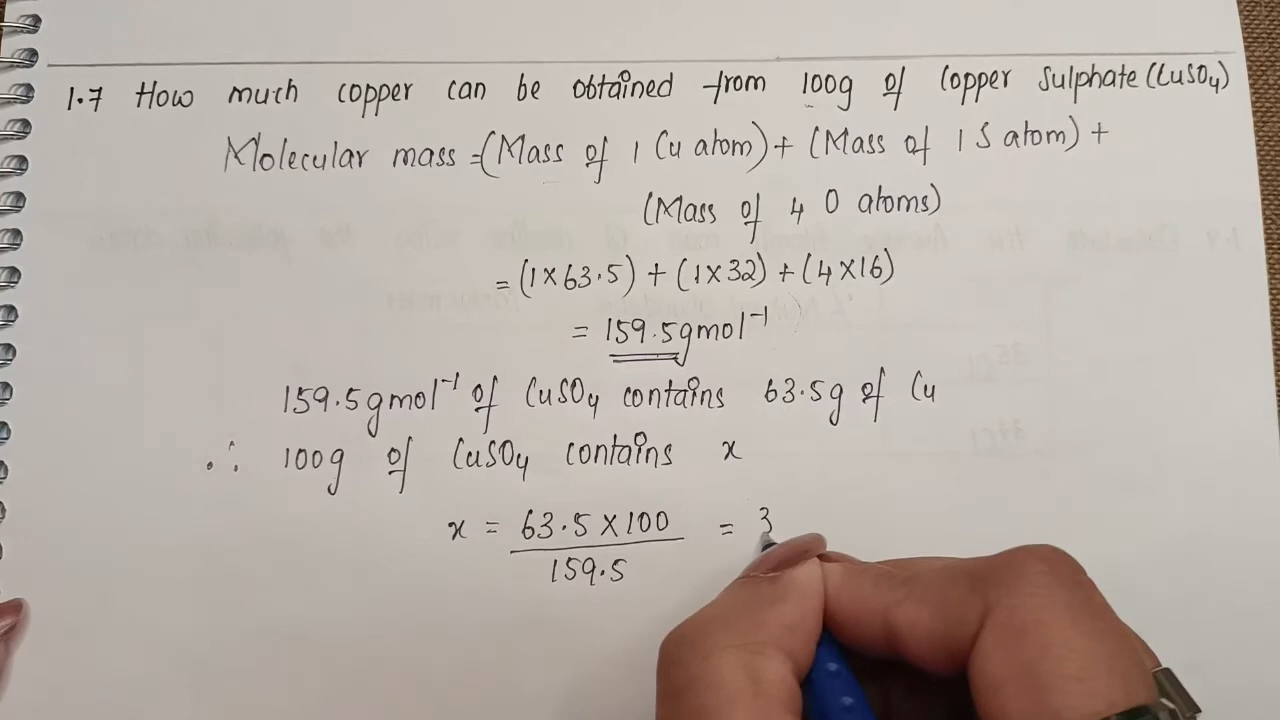 1.7 How much copper can be obtained from 100g of Copper Sulphate (CuSO₄)
Molecular mass = (Mass of 1 Cu atom) + (Mass of 1 S atom) +
(Mass of 4 O atoms)
= (1 × 63.5) + (1 × 32) + (4 × 16)
= 159.5gmol⁻¹
159.5gmol⁻¹ of CuSO₄ contains 63.5g of Cu
∴ 100g of CuSO₄ contains x
x = 63.5 × 100 / 159.5 = 3